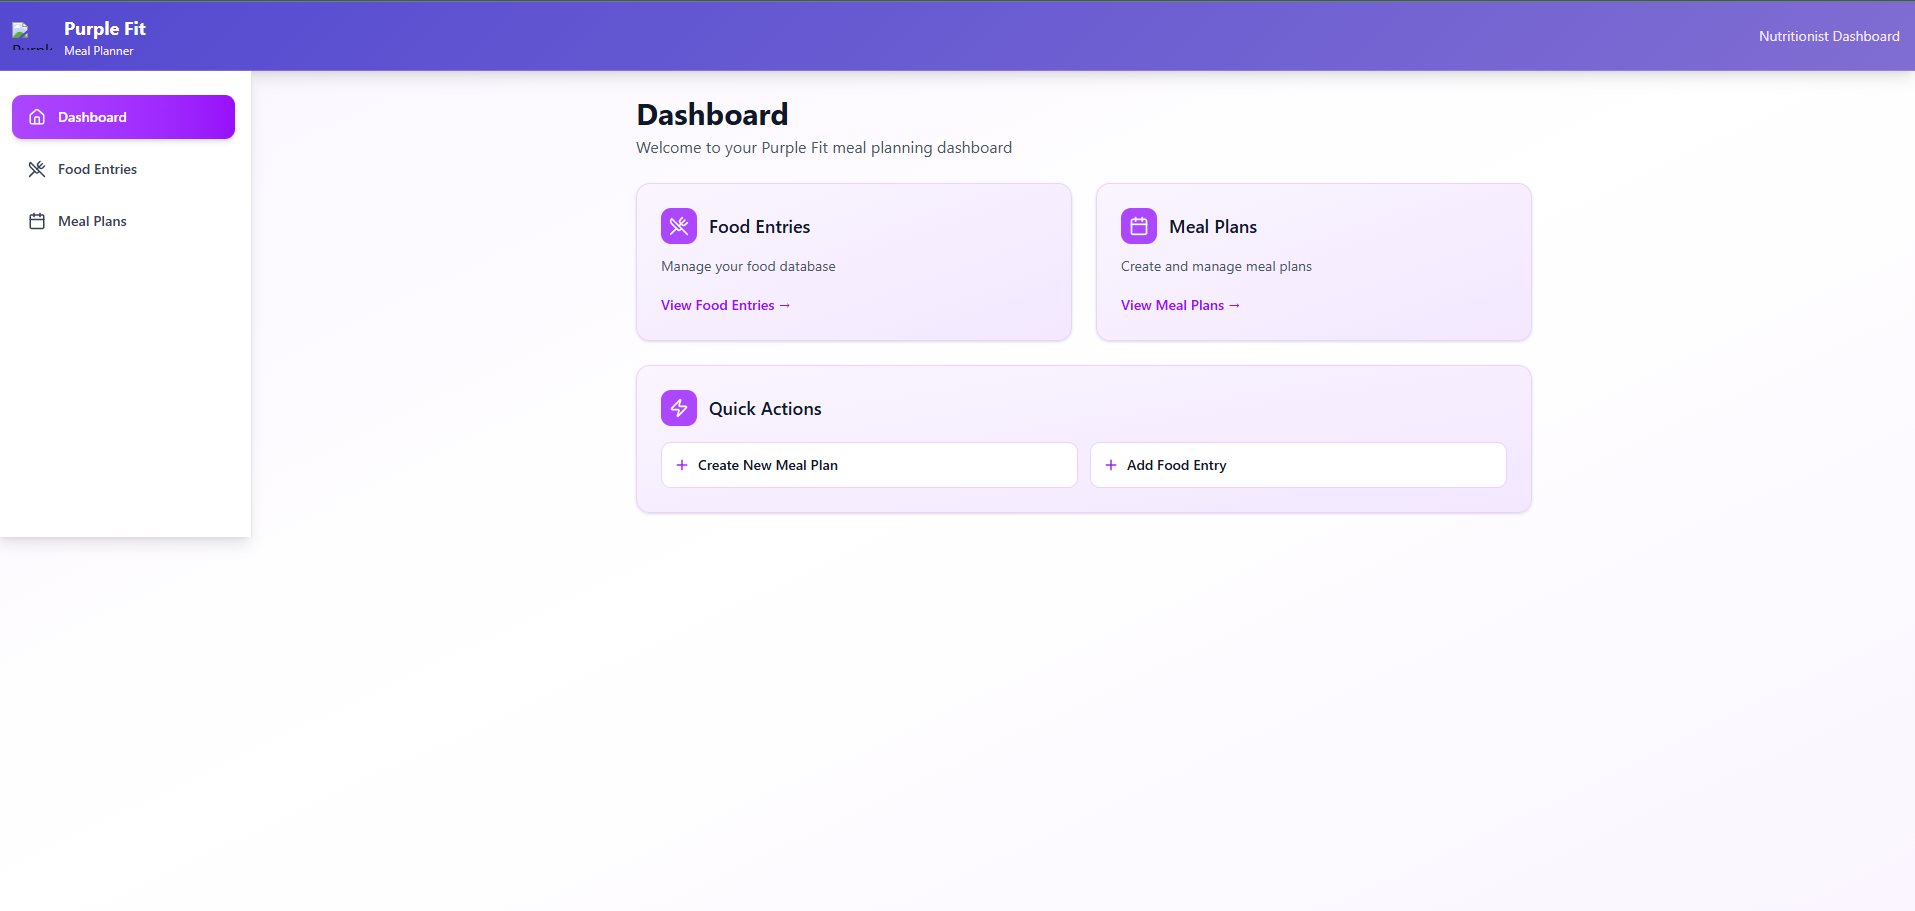 Purple Fit
Meal Planner
Nutritionist Dashboard
Dashboard
Food Entries
Meal Plans
Dashboard
Welcome to your Purple Fit meal planning dashboard
Food Entries
Manage your food database
View Food Entries →
Meal Plans
Create and manage meal plans
View Meal Plans →
Quick Actions
+ Create New Meal Plan
+ Add Food Entry